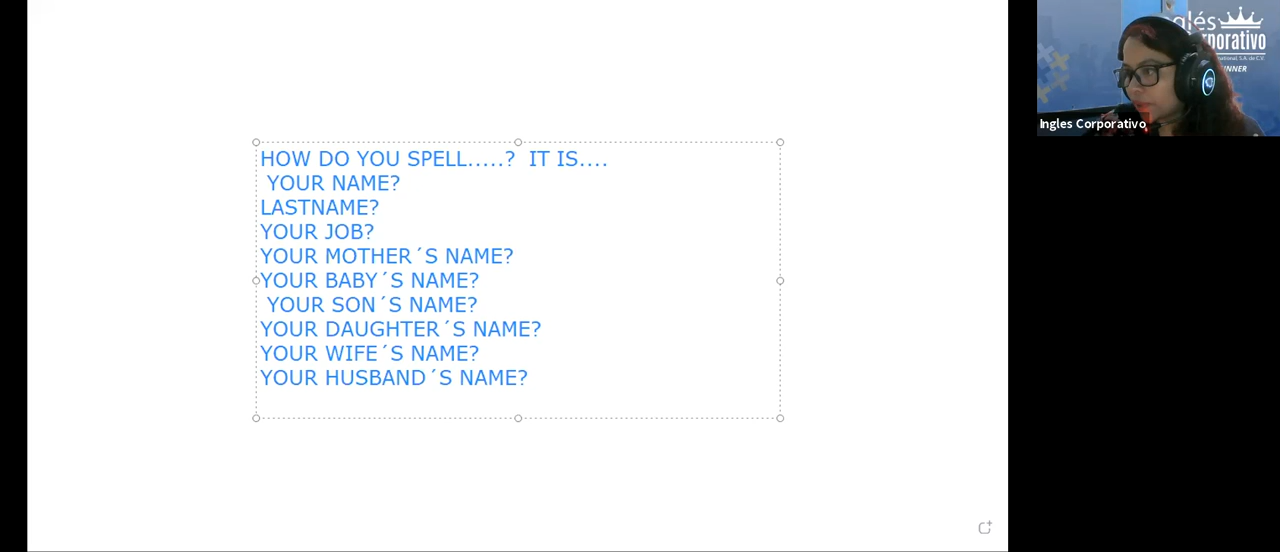 HOW DO YOU SPELL.....?  IT IS....
YOUR NAME?
LASTNAME?
YOUR JOB?
YOUR MOTHER´S NAME?
YOUR BABY´S NAME?
YOUR SON´S NAME?
YOUR DAUGHTER´S NAME?
YOUR WIFE´S NAME?
YOUR HUSBAND´S NAME?
Ingles Corporativo